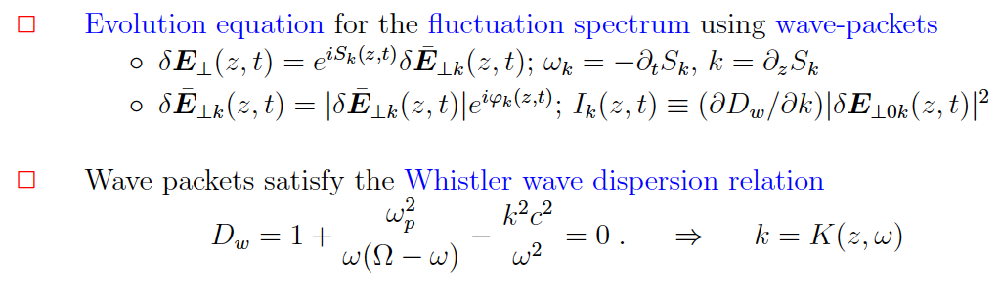 □ Evolution equation for the fluctuation spectrum using wave-packets
∘ δE⊥(z, t) = e^{iS_k(z,t)} δĒ⊥k(z, t); ω_k = −∂_t S_k, k = ∂_z S_k
∘ δĒ⊥k(z, t) = |δĒ⊥k(z, t)|e^{iφ_k(z,t)}; I_k(z, t) ≡ (∂D_w/∂k)|δE⊥0k(z, t)|²
□ Wave packets satisfy the Whistler wave dispersion relation
D_w = 1 + ω_p²/ω(Ω − ω) − k²c²/ω² = 0 . ⇒ k = K(z, ω)